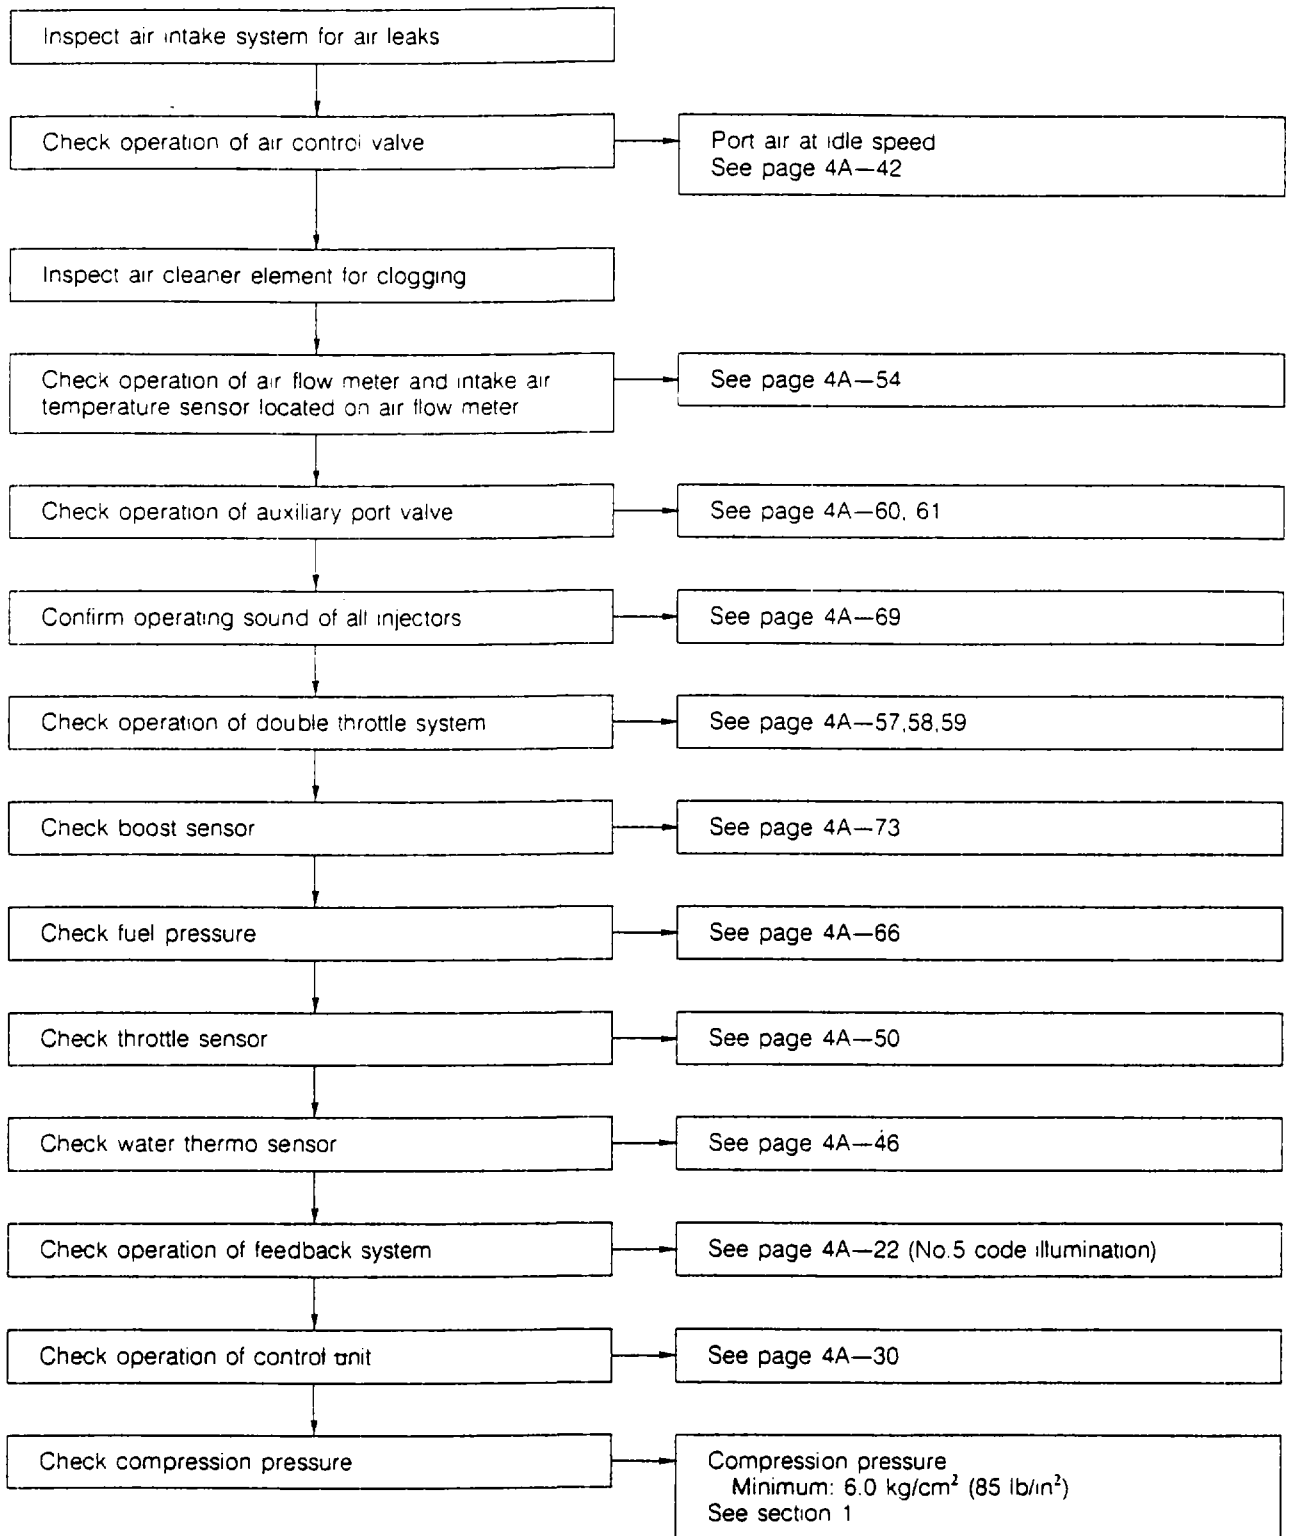 Inspect air intake system for air leaks
Check operation of air control valve
Port air at idle speed
See page 4A—42
Inspect air cleaner element for clogging
Check operation of air flow meter and intake air
temperature sensor located on air flow meter
See page 4A—54
Check operation of auxiliary port valve
See page 4A—60, 61
Confirm operating sound of all injectors
See page 4A—69
Check operation of double throttle system
See page 4A—57,58,59
Check boost sensor
See page 4A—73
Check fuel pressure
See page 4A—66
Check throttle sensor
See page 4A—50
Check water thermo sensor
See page 4A—46
Check operation of feedback system
See page 4A—22 (No.5 code illumination)
Check operation of control unit
See page 4A—30
Check compression pressure
Compression pressure
Minimum: 6.0 kg/cm² (85 lb/in²)
See section 1